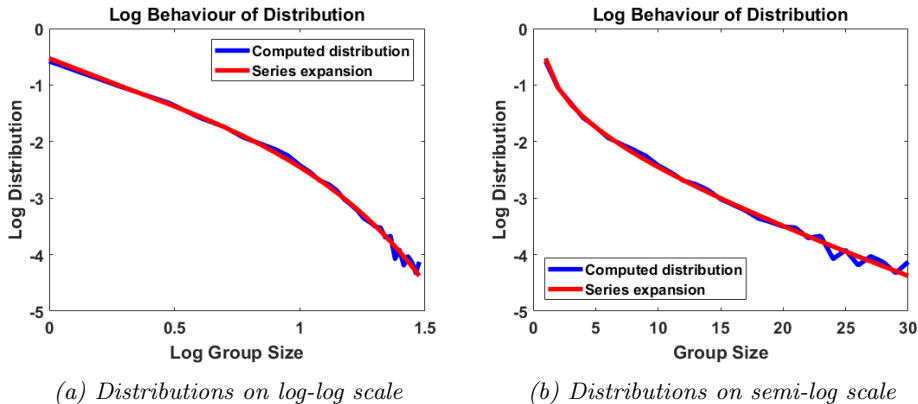 Log Behaviour of Distribution
0
-1
-2
-3
-4
-5
Log Distribution
Computed distribution
Series expansion
0
0.5
1
1.5
Log Group Size
(a) Distributions on log-log scale
Log Behaviour of Distribution
0
-1
-2
-3
-4
-5
Log Distribution
Computed distribution
Series expansion
0
5
10
15
20
25
30
Group Size
(b) Distributions on semi-log scale